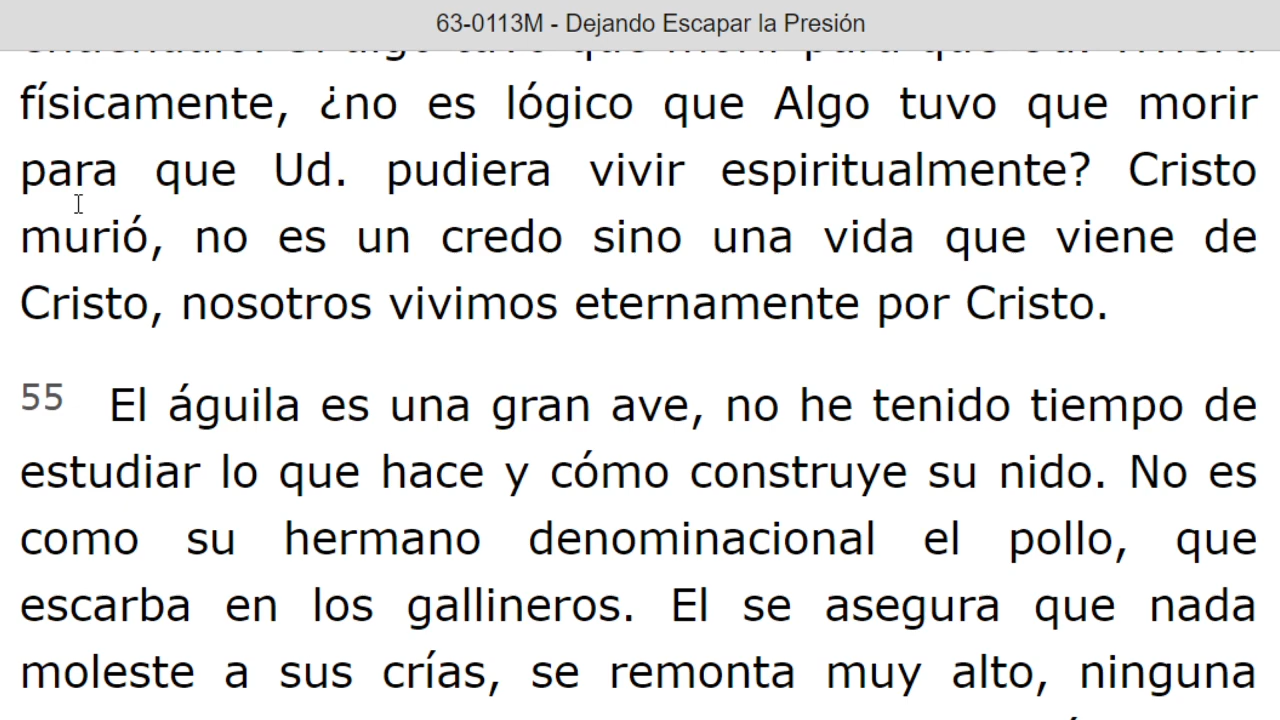 63-0113M - Dejando Escapar la Presión
físicamente, ¿no es lógico que Algo tuvo que morir
para que Ud. pudiera vivir espiritualmente? Cristo
murió, no es un credo sino una vida que viene de
Cristo, nosotros vivimos eternamente por Cristo.
55 El águila es una gran ave, no he tenido tiempo de
estudiar lo que hace y cómo construye su nido. No es
como su hermano denominacional el pollo, que
escarba en los gallineros. El se asegura que nada
moleste a sus crías, se remonta muy alto, ninguna